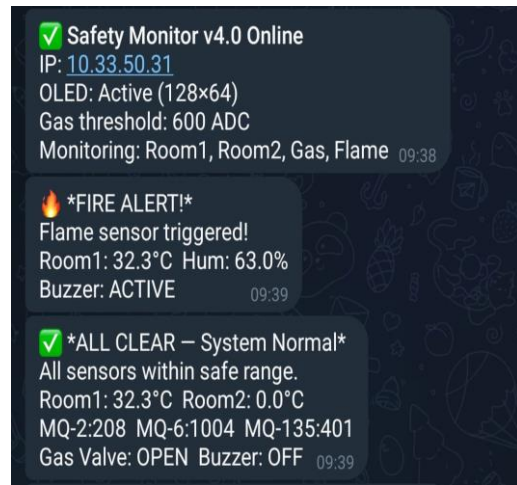 ✅ Safety Monitor v4.0 Online
IP: 10.33.50.31
OLED: Active (128×64)
Gas threshold: 600 ADC
Monitoring: Room1, Room2, Gas, Flame 09:38
🔥 *FIRE ALERT!*
Flame sensor triggered!
Room1: 32.3°C Hum: 63.0%
Buzzer: ACTIVE 09:39
✅ *ALL CLEAR — System Normal*
All sensors within safe range.
Room1: 32.3°C Room2: 0.0°C
MQ-2:208 MQ-6:1004 MQ-135:401
Gas Valve: OPEN Buzzer: OFF 09:39